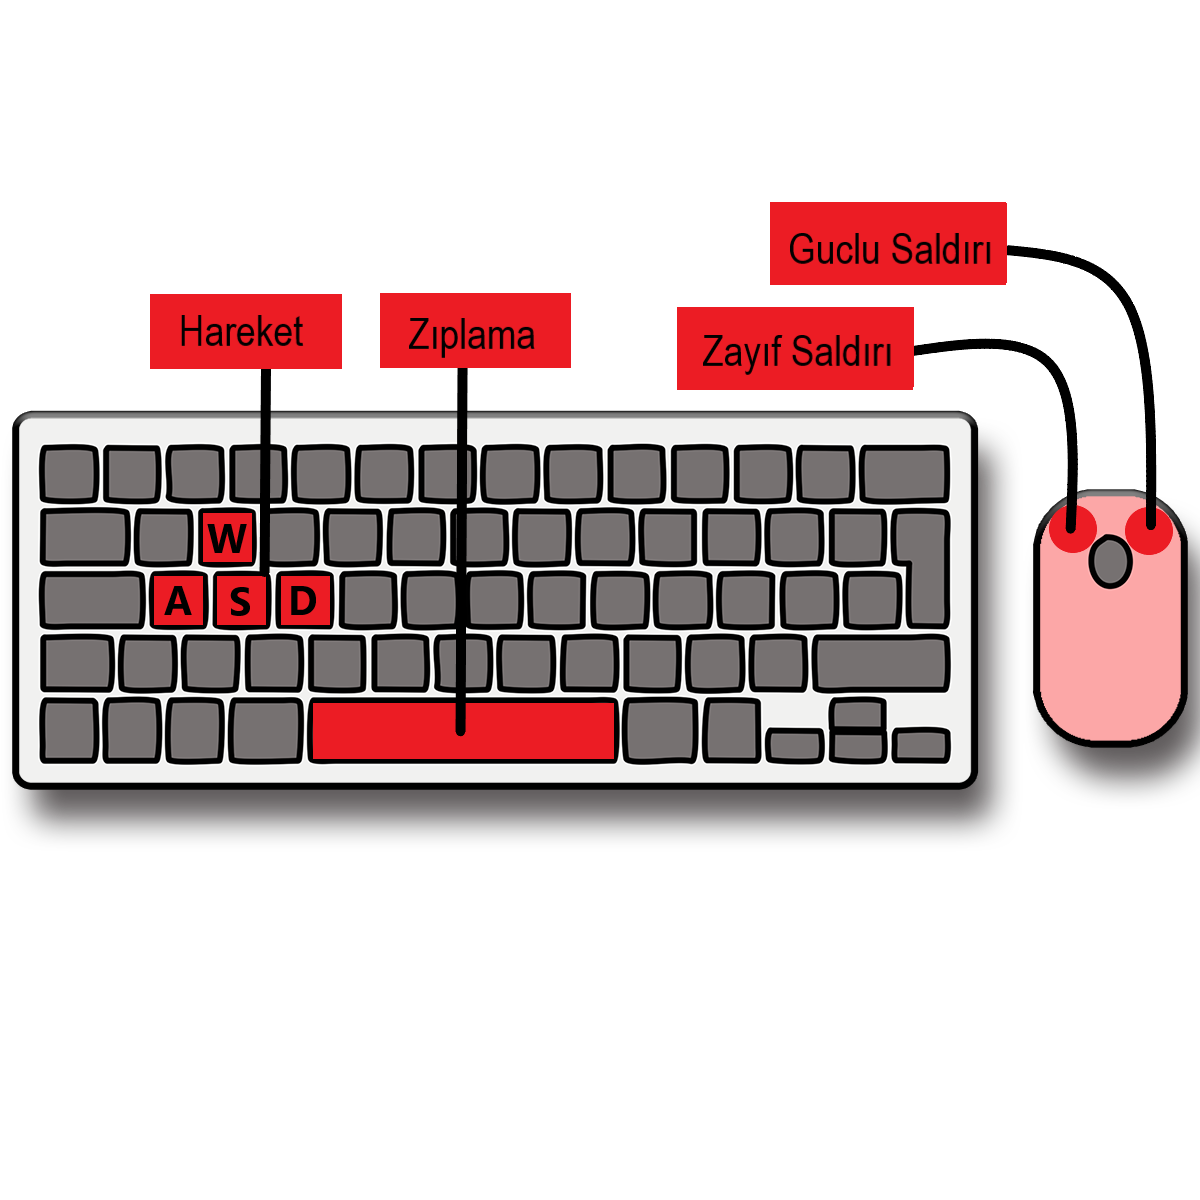 Guclu Saldırı
Hareket
Zıplama
Zayıf Saldırı
W
A S D